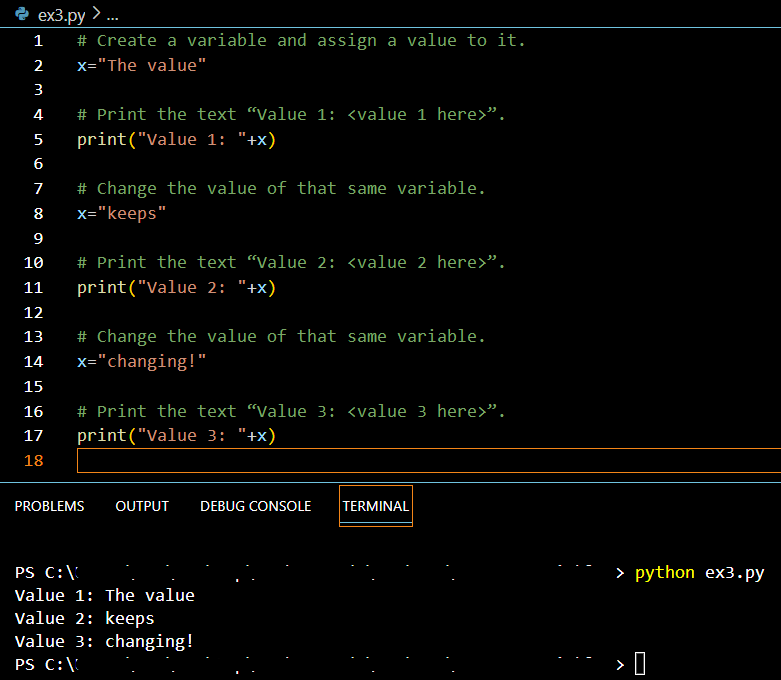 ex3.py > ...
1 # Create a variable and assign a value to it.
2 x="The value"
3
4 # Print the text “Value 1: <value 1 here>”.
5 print("Value 1: "+x)
6
7 # Change the value of that same variable.
8 x="keeps"
9
10 # Print the text “Value 2: <value 2 here>”.
11 print("Value 2: "+x)
12
13 # Change the value of that same variable.
14 x="changing!"
15
16 # Print the text “Value 3: <value 3 here>”.
17 print("Value 3: "+x)
18
PROBLEMS OUTPUT DEBUG CONSOLE TERMINAL
PS C:\ > python ex3.py
Value 1: The value
Value 2: keeps
Value 3: changing!
PS C:\ >